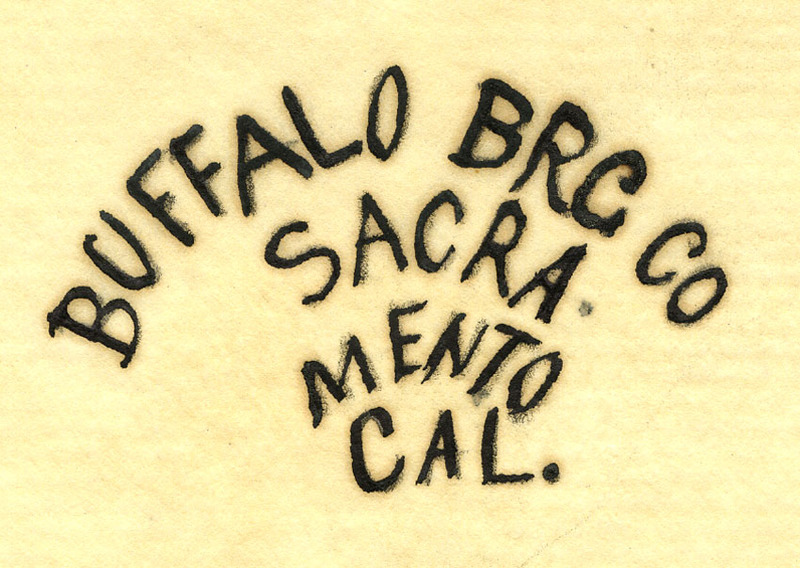 BUFFALO BRG CO
SACRA.
MENTO
CAL.